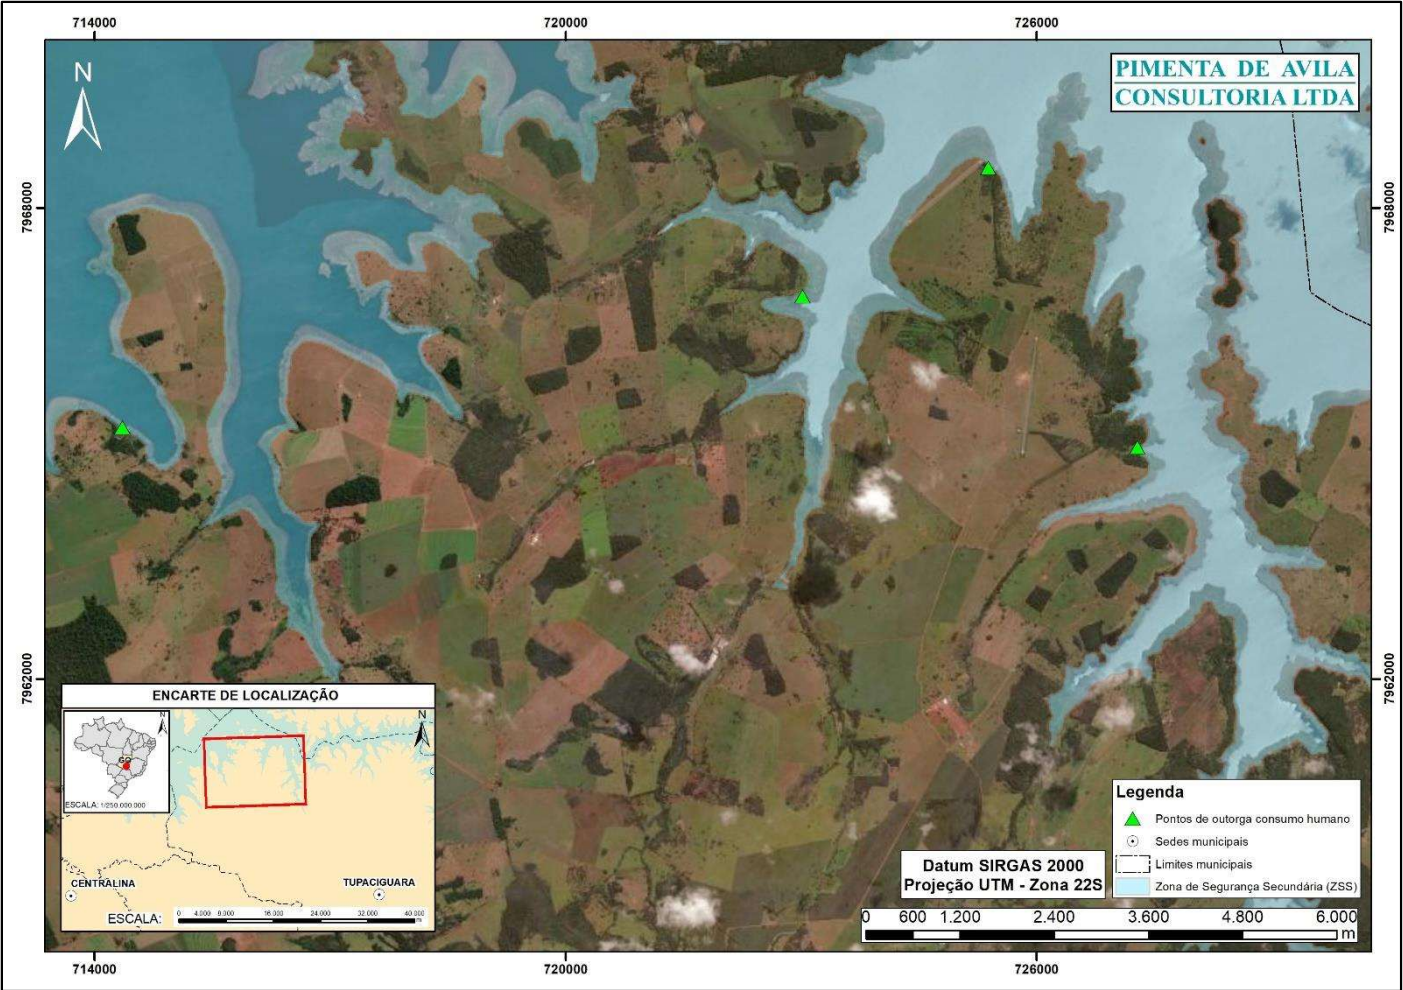 714000
720000
726000
N
PIMENTA DE AVILA
CONSULTORIA LTDA
7968000
7968000
7962000
7962000
ENCARTE DE LOCALIZAÇÃO
N
N
GO
ESCALA: 1/250.000.000
CENTRALINA
TUPACIGUARA
ESCALA:
0 4.000 8.000 16.000 24.000 32.000 40.000
m
Legenda
Pontos de outorga consumo humano
Sedes municipais
Limites municipais
Zona de Segurança Secundária (ZSS)
Datum SIRGAS 2000
Projeção UTM - Zona 22S
0 600 1.200 2.400 3.600 4.800 6.000
m
714000
720000
726000